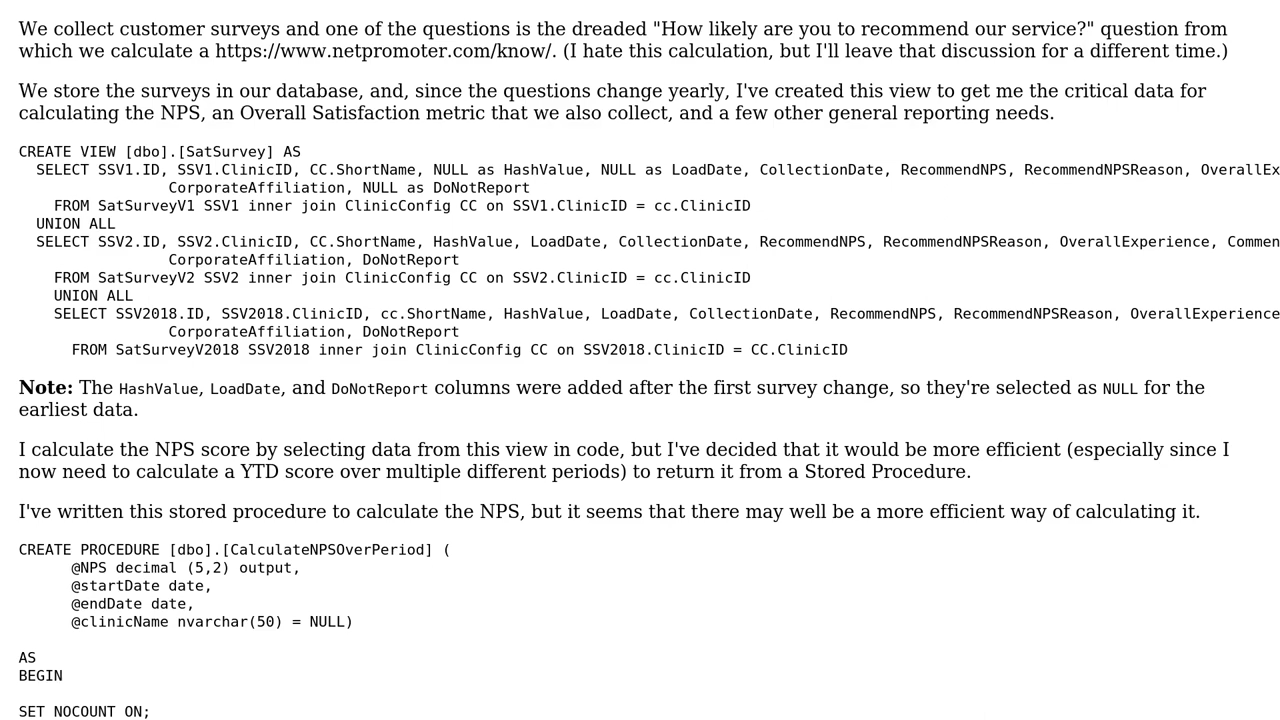 We collect customer surveys and one of the questions is the dreaded "How likely are you to recommend our service?" question from
which we calculate a https://www.netpromoter.com/know/. (I hate this calculation, but I'll leave that discussion for a different time.)
We store the surveys in our database, and, since the questions change yearly, I've created this view to get me the critical data for
calculating the NPS, an Overall Satisfaction metric that we also collect, and a few other general reporting needs.
CREATE VIEW [dbo].[SatSurvey] AS
SELECT SSV1.ID, SSV1.ClinicID, CC.ShortName, NULL as HashValue, NULL as LoadDate, CollectionDate, RecommendNPS, RecommendNPSReason, OverallEx
CorporateAffiliation, NULL as DoNotReport
FROM SatSurveyV1 SSV1 inner join ClinicConfig CC on SSV1.ClinicID = cc.ClinicID
UNION ALL
SELECT SSV2.ID, SSV2.ClinicID, CC.ShortName, HashValue, LoadDate, CollectionDate, RecommendNPS, RecommendNPSReason, OverallExperience, Commen
CorporateAffiliation, DoNotReport
FROM SatSurveyV2 SSV2 inner join ClinicConfig CC on SSV2.ClinicID = cc.ClinicID
UNION ALL
SELECT SSV2018.ID, SSV2018.ClinicID, cc.ShortName, HashValue, LoadDate, CollectionDate, RecommendNPS, RecommendNPSReason, OverallExperience
CorporateAffiliation, DoNotReport
FROM SatSurveyV2018 SSV2018 inner join ClinicConfig CC on SSV2018.ClinicID = CC.ClinicID
Note: The HashValue, LoadDate, and DoNotReport columns were added after the first survey change, so they're selected as NULL for the
earliest data.
I calculate the NPS score by selecting data from this view in code, but I've decided that it would be more efficient (especially since I
now need to calculate a YTD score over multiple different periods) to return it from a Stored Procedure.
I've written this stored procedure to calculate the NPS, but it seems that there may well be a more efficient way of calculating it.
CREATE PROCEDURE [dbo].[CalculateNPSOverPeriod] (
@NPS decimal (5,2) output,
@startDate date,
@endDate date,
@clinicName nvarchar(50) = NULL)
AS
BEGIN
SET NOCOUNT ON;